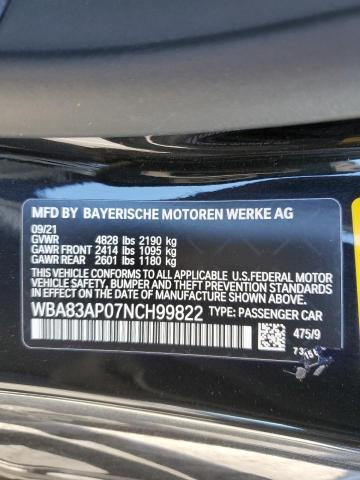 MFD BY BAYERISCHE MOTOREN WERKE AG
09/21
GVWR 4828 lbs 2190 kg
GAWR FRONT 2414 lbs 1095 kg
GAWR REAR 2601 lbs 1180 kg
THIS VEHICLE CONFORMS TO ALL APPLICABLE U.S.FEDERAL MOTOR
VEHICLE SAFETY, BUMPER AND THEFT PREVENTION STANDARDS IN
EFFECT ON THE DATE OF MANUFACTURE SHOWN ABOVE.
WBA83AP07NCH99822 TYPE: PASSENGER CAR
475/9